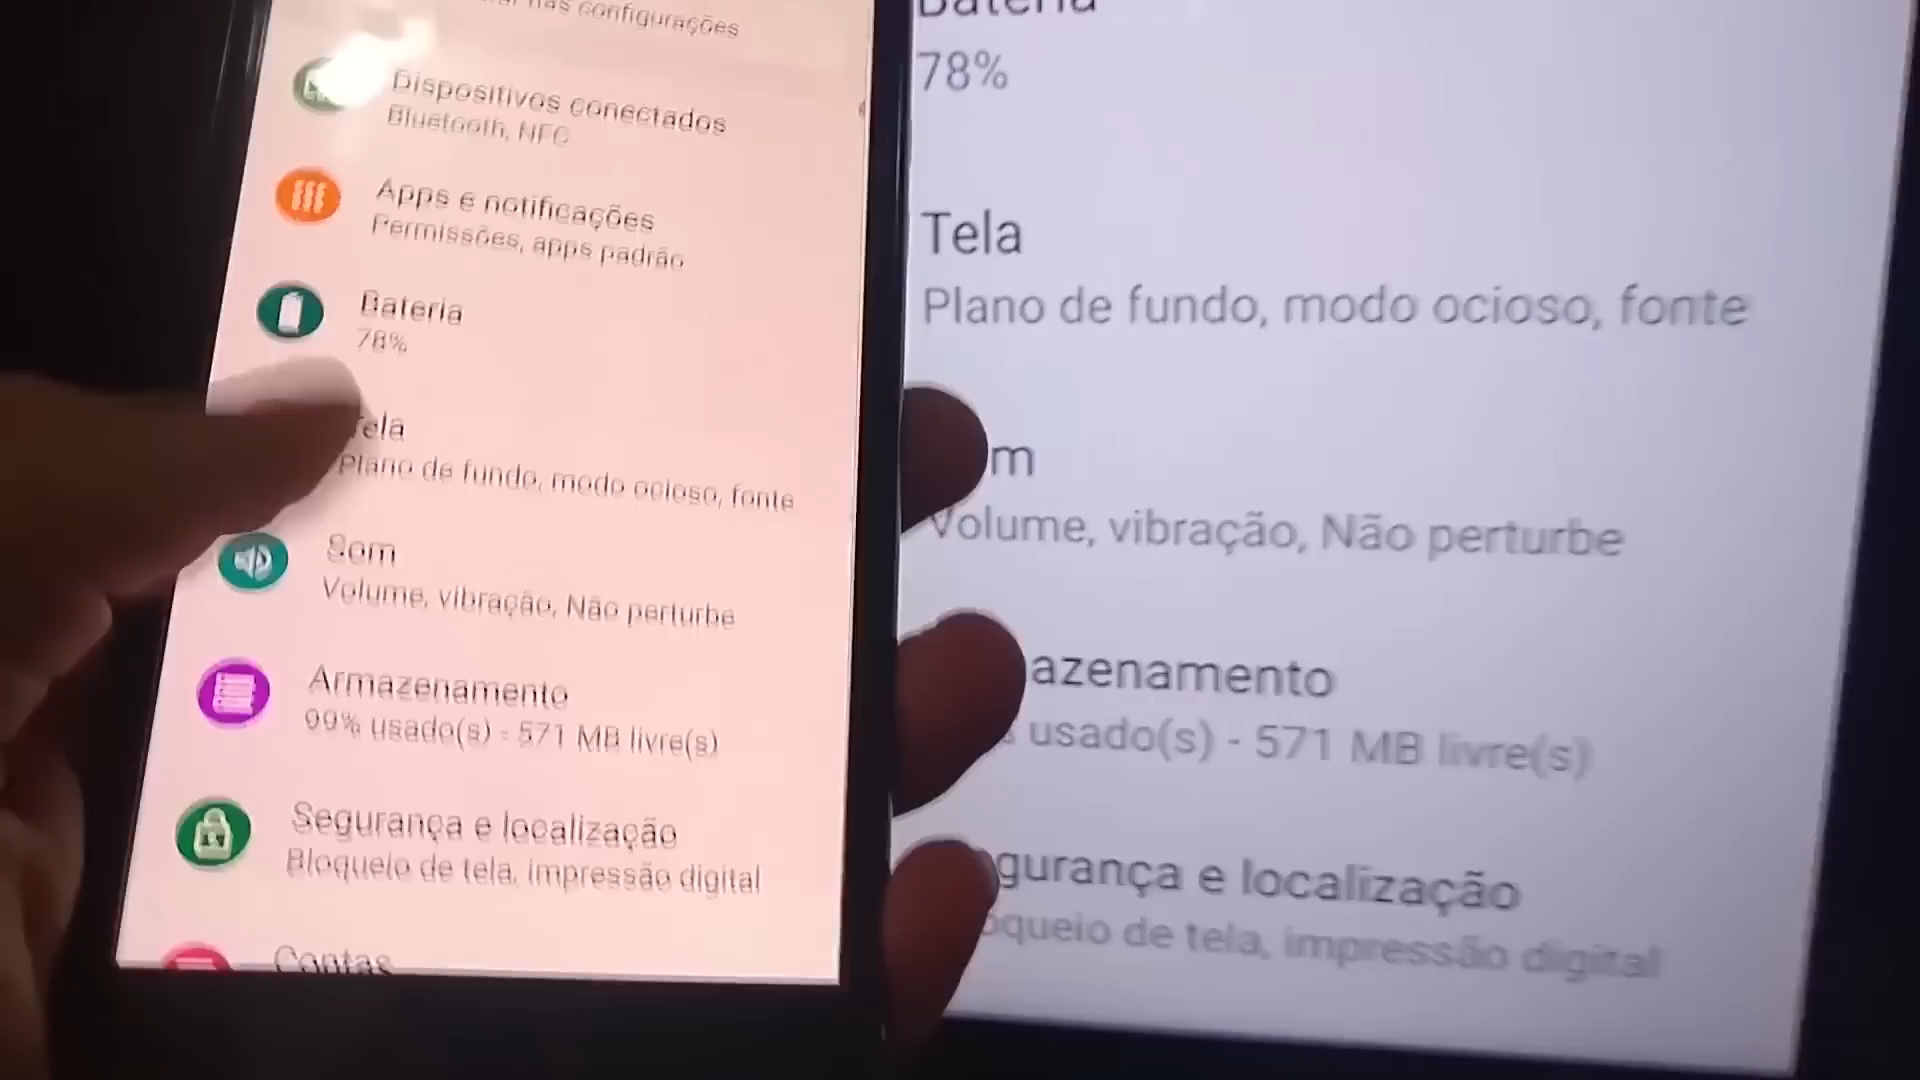 nas configurações
Dispositivos conectados
Bluetooth, NFC
Apps e notificações
Permissões, apps padrão
Bateria
78%
Tela
Plano de fundo, modo ocioso, fonte
Som
Volume, vibração, Não perturbe
Armazenamento
99% usado(s) - 571 MB livre(s)
Segurança e localização
Bloqueio de tela, impressão digital
Contas
Bateria
78%
Tela
Plano de fundo, modo ocioso, fonte
m
Volume, vibração, Não perturbe
azenamento
usado(s) - 571 MB livre(s)
gurança e localização
oqueio de tela, impressão digital